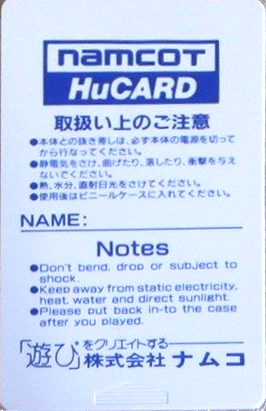 namcot
HuCARD
取扱い上のご注意
●本体との抜き差しは、必ず本体の電源を切って
から行なってください。
●静電気をさけ、曲げたり、落したり、衝撃を与え
ないでください。
●熱、水分、直射日光をさけてください。
●使用後はビニールケースに入れてください。
NAME:
Notes
●Don't bend, drop or subject to
shock.
●Keep away from static electricity,
heat, water and direct sunlight.
●Please put back in-to the case
after you played.
「遊び」をクリエイトする
株式会社 ナムコ